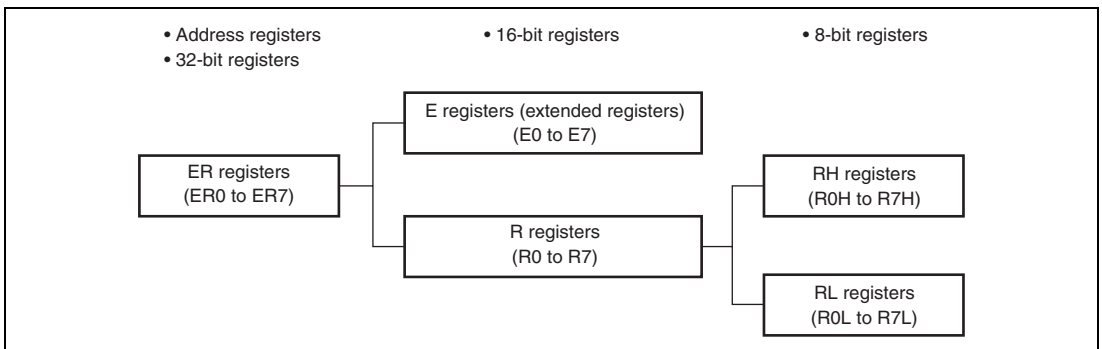 • Address registers
• 32-bit registers
• 16-bit registers
• 8-bit registers
E registers (extended registers)
(E0 to E7)
ER registers
(ER0 to ER7)
RH registers
(R0H to R7H)
R registers
(R0 to R7)
RL registers
(R0L to R7L)